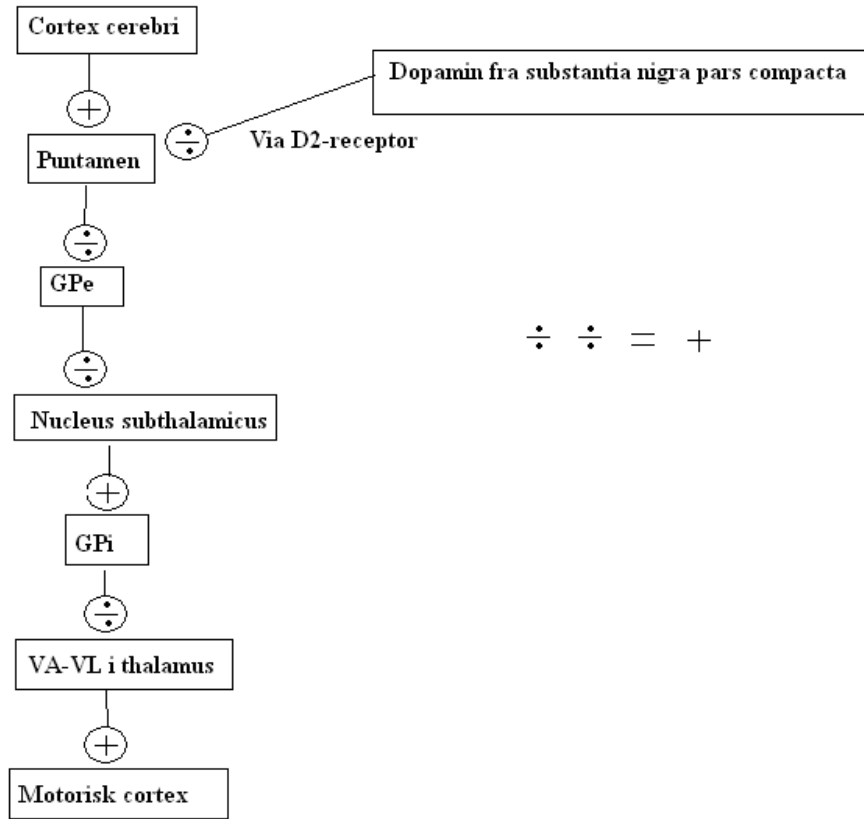 Cortex cerebri
Dopamin fra substantia nigra pars compacta
+
÷
Via D2-receptor
Puntamen
÷
GPe
÷ ÷ = +
÷
Nucleus subthalamicus
+
GPi
÷
VA-VL i thalamus
+
Motorisk cortex